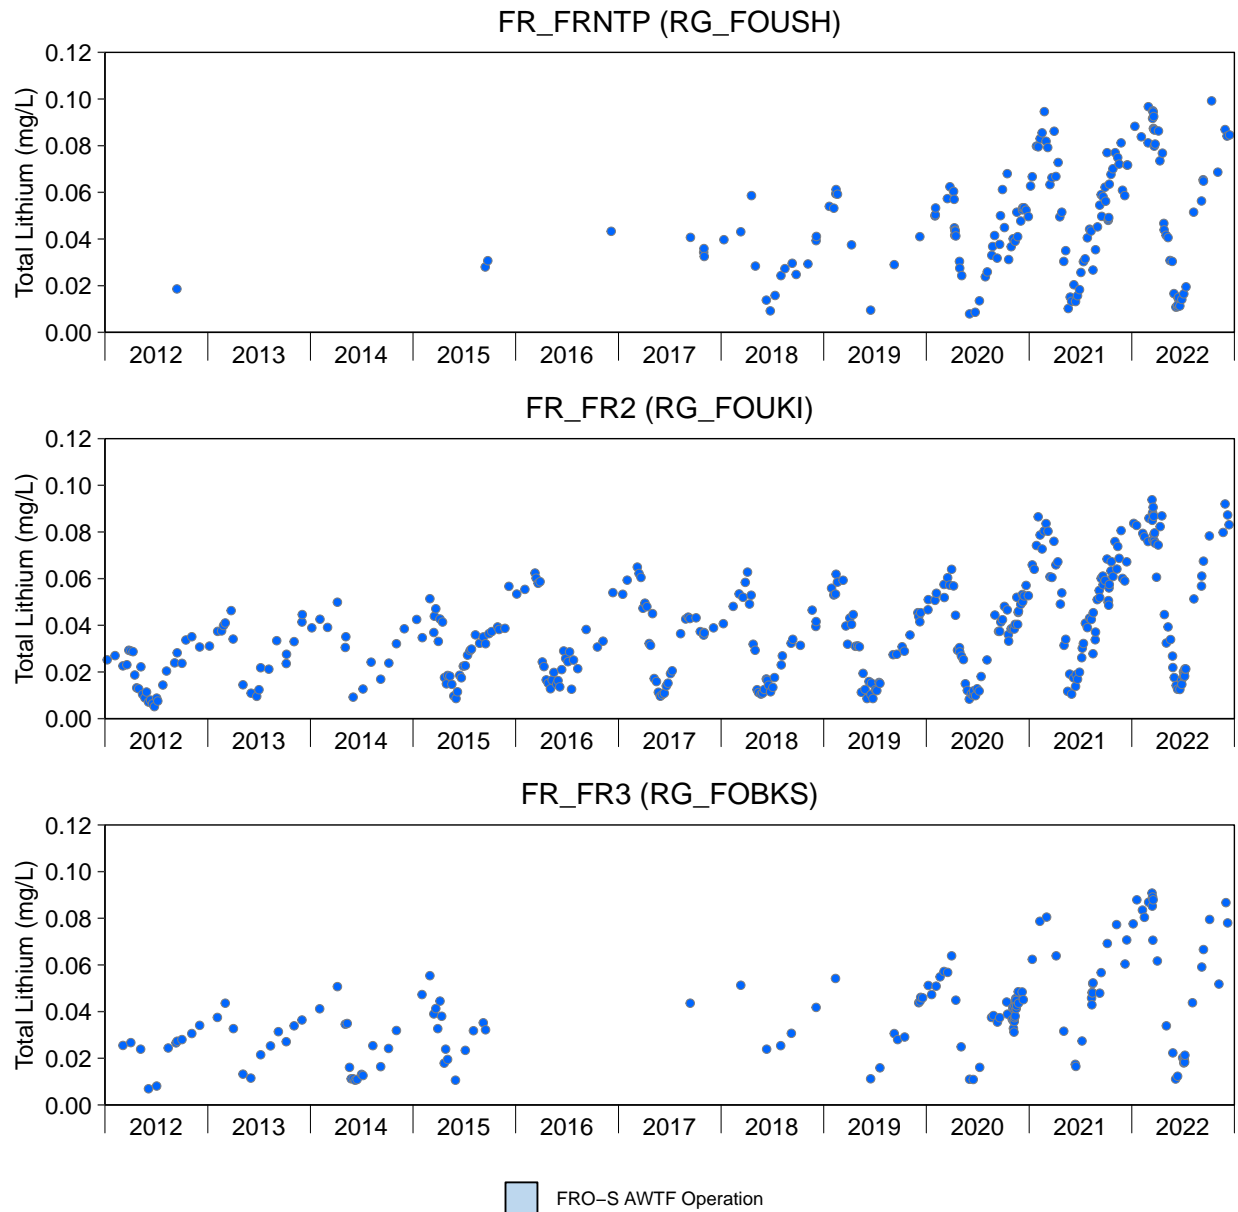 FR_FRNTP (RG_FOUSH)
Total Lithium (mg/L)
0.12
0.10
0.08
0.06
0.04
0.02
0.00
2012 2013 2014 2015 2016 2017 2018 2019 2020 2021 2022
FR_FR2 (RG_FOUKI)
Total Lithium (mg/L)
0.12
0.10
0.08
0.06
0.04
0.02
0.00
2012 2013 2014 2015 2016 2017 2018 2019 2020 2021 2022
FR_FR3 (RG_FOBKS)
Total Lithium (mg/L)
0.12
0.10
0.08
0.06
0.04
0.02
0.00
2012 2013 2014 2015 2016 2017 2018 2019 2020 2021 2022
FRO−S AWTF Operation